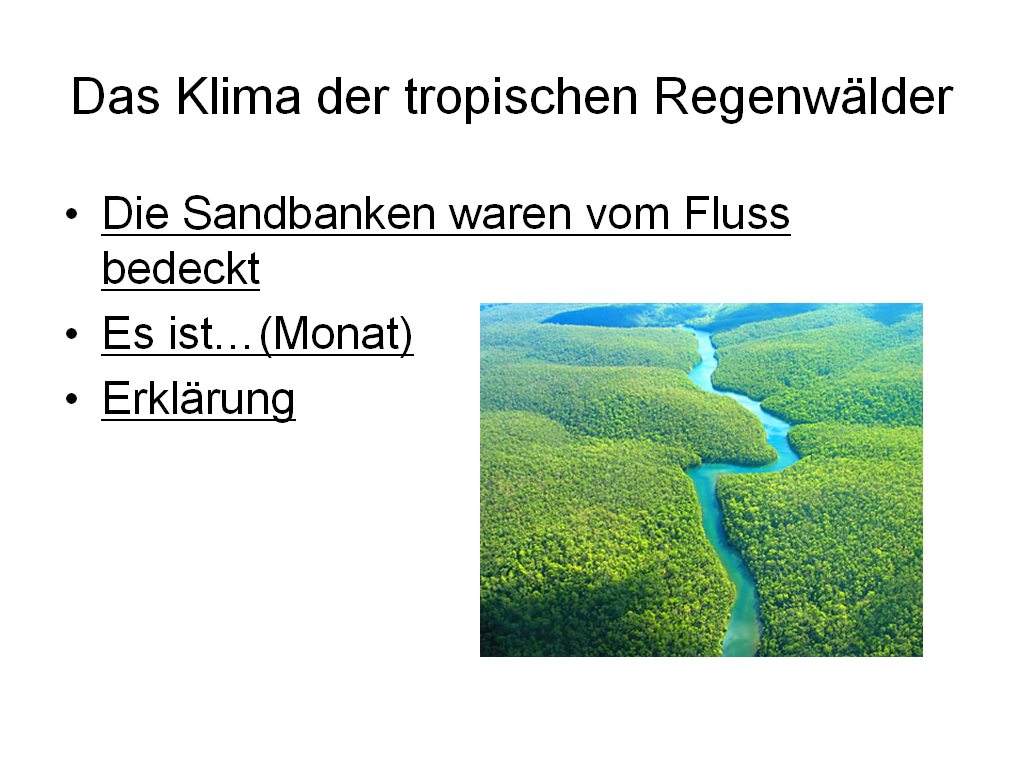 Das Klima der tropischen Regenwälder
• Die Sandbanken waren vom Fluss
bedeckt
• Es ist…(Monat)
• Erklärung